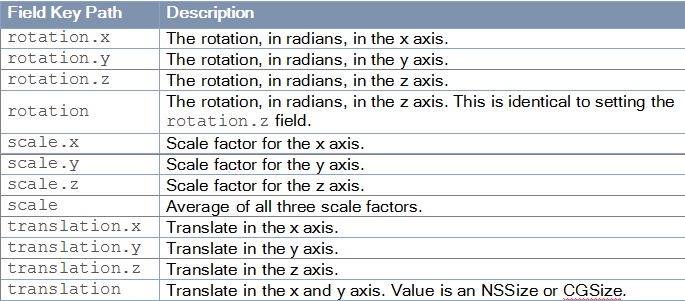 Field Key Path Description
rotation.x The rotation, in radians, in the x axis.
rotation.y The rotation, in radians, in the y axis.
rotation.z The rotation, in radians, in the z axis.
rotation The rotation, in radians, in the z axis. This is identical to setting the
rotation.z field.
scale.x Scale factor for the x axis.
scale.y Scale factor for the y axis.
scale.z Scale factor for the z axis.
scale Average of all three scale factors.
translation.x Translate in the x axis.
translation.y Translate in the y axis.
translation.z Translate in the z axis.
translation Translate in the x and y axis. Value is an NSSize or CGSize.